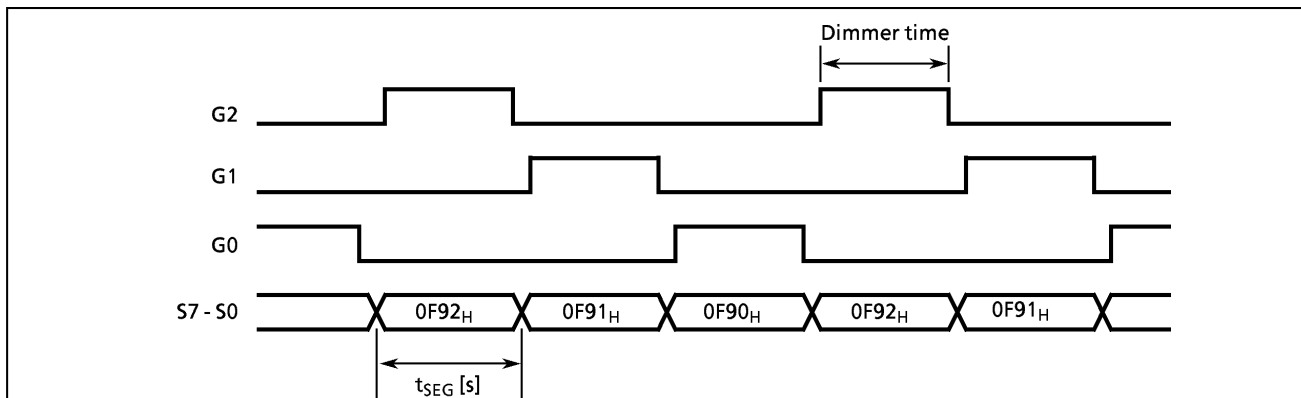 Dimmer time
G2
G1
G0
S7 - S0 0F92H 0F91H 0F90H 0F92H 0F91H
tSEG [s]